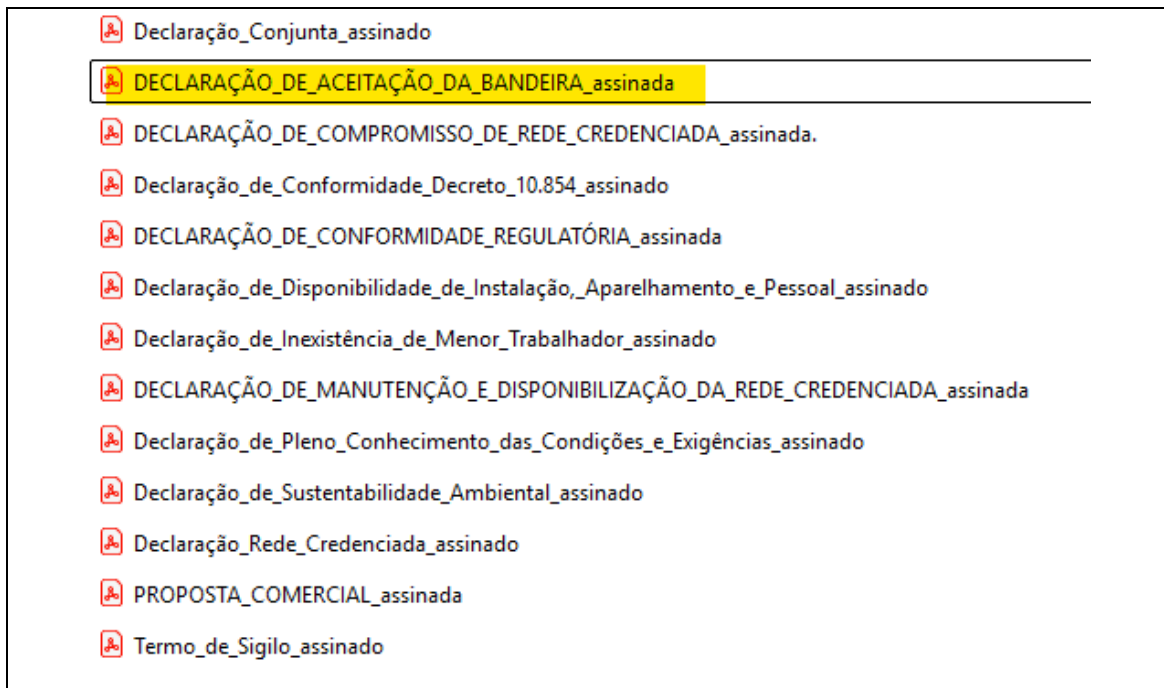 Declaração_Conjunta_assinado
DECLARAÇÃO_DE_ACEITAÇÃO_DA_BANDEIRA_assinada
DECLARAÇÃO_DE_COMPROMISSO_DE_REDE_CREDENCIADA_assinada.
Declaração_de_Conformidade_Decreto_10.854_assinado
DECLARAÇÃO_DE_CONFORMIDADE_REGULATÓRIA_assinada
Declaração_de_Disponibilidade_de_Instalação,_Aparelhamento_e_Pessoal_assinado
Declaração_de_Inexistência_de_Menor_Trabalhador_assinado
DECLARAÇÃO_DE_MANUTENÇÃO_E_DISPONIBILIZAÇÃO_DA_REDE_CREDENCIADA_assinada
Declaração_de_Pleno_Conhecimento_das_Condições_e_Exigências_assinado
Declaração_de_Sustentabilidade_Ambiental_assinado
Declaração_Rede_Credenciada_assinado
PROPOSTA_COMERCIAL_assinada
Termo_de_Sigilo_assinado